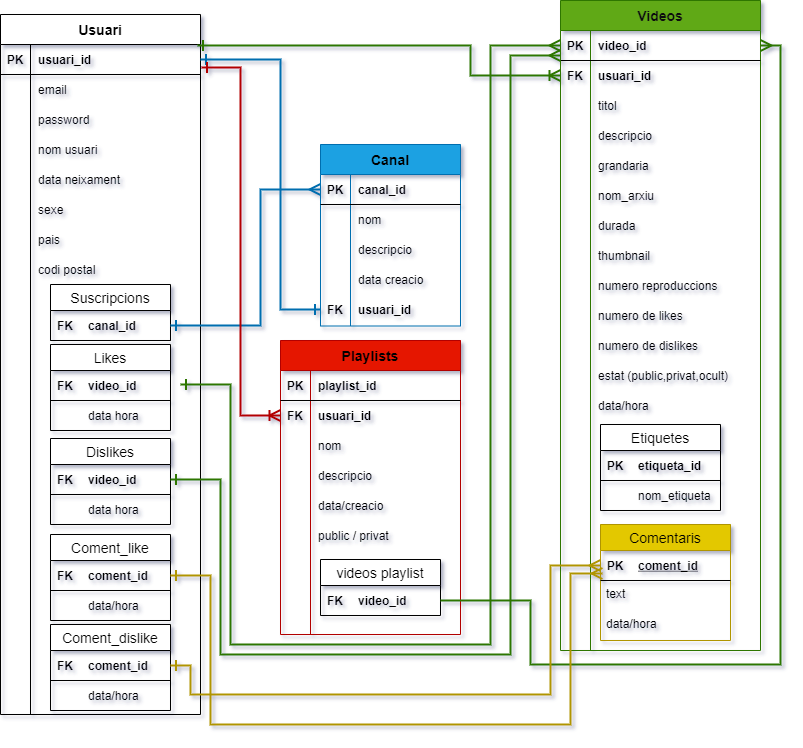 Usuari
PK usuari_id
email
password
nom usuari
data neixament
sexe
pais
codi postal
Suscripcions
FK canal_id
Likes
FK video_id
data hora
Dislikes
FK video_id
data hora
Coment_like
FK coment_id
data/hora
Coment_dislike
FK coment_id
data/hora
Canal
PK canal_id
nom
descripcio
data creacio
FK usuari_id
Playlists
PK playlist_id
FK usuari_id
nom
descripcio
data/creacio
public / privat
videos playlist
FK video_id
Videos
PK video_id
FK usuari_id
titol
descripcio
grandaria
nom_arxiu
durada
thumbnail
numero reproduccions
numero de likes
numero de dislikes
estat (public,privat,ocult)
data/hora
Etiquetes
PK etiqueta_id
nom_etiqueta
Comentaris
PK coment_id
text
data/hora